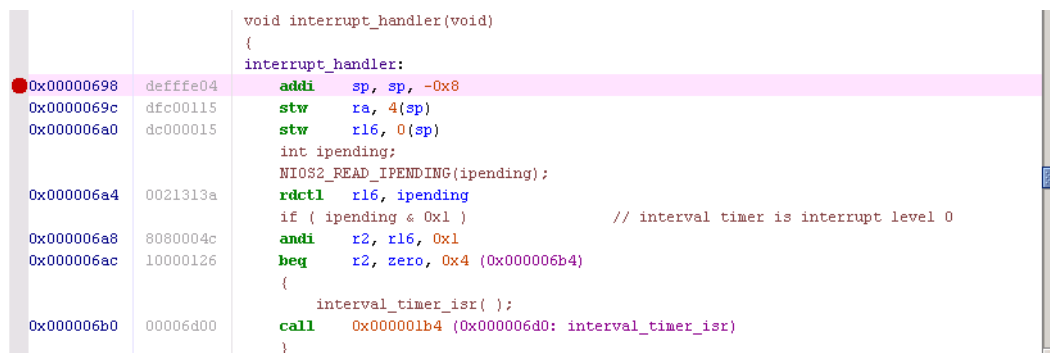 void interrupt_handler(void)
{
interrupt_handler:
0x00000698 defffe04 addi sp, sp, -0x8
0x0000069c dfc00115 stw ra, 4(sp)
0x000006a0 dc000015 stw r16, 0(sp)
int ipending;
NIOS2_READ_IPENDING(ipending);
0x000006a4 0021313a rdctl r16, ipending
if ( ipending & 0x1 ) // interval timer is interrupt level 0
0x000006a8 8080004c andi r2, r16, 0x1
0x000006ac 10000126 beq r2, zero, 0x4 (0x000006b4)
{
interval_timer_isr( );
0x000006b0 00006d00 call 0x000001b4 (0x000006d0: interval_timer_isr)
}